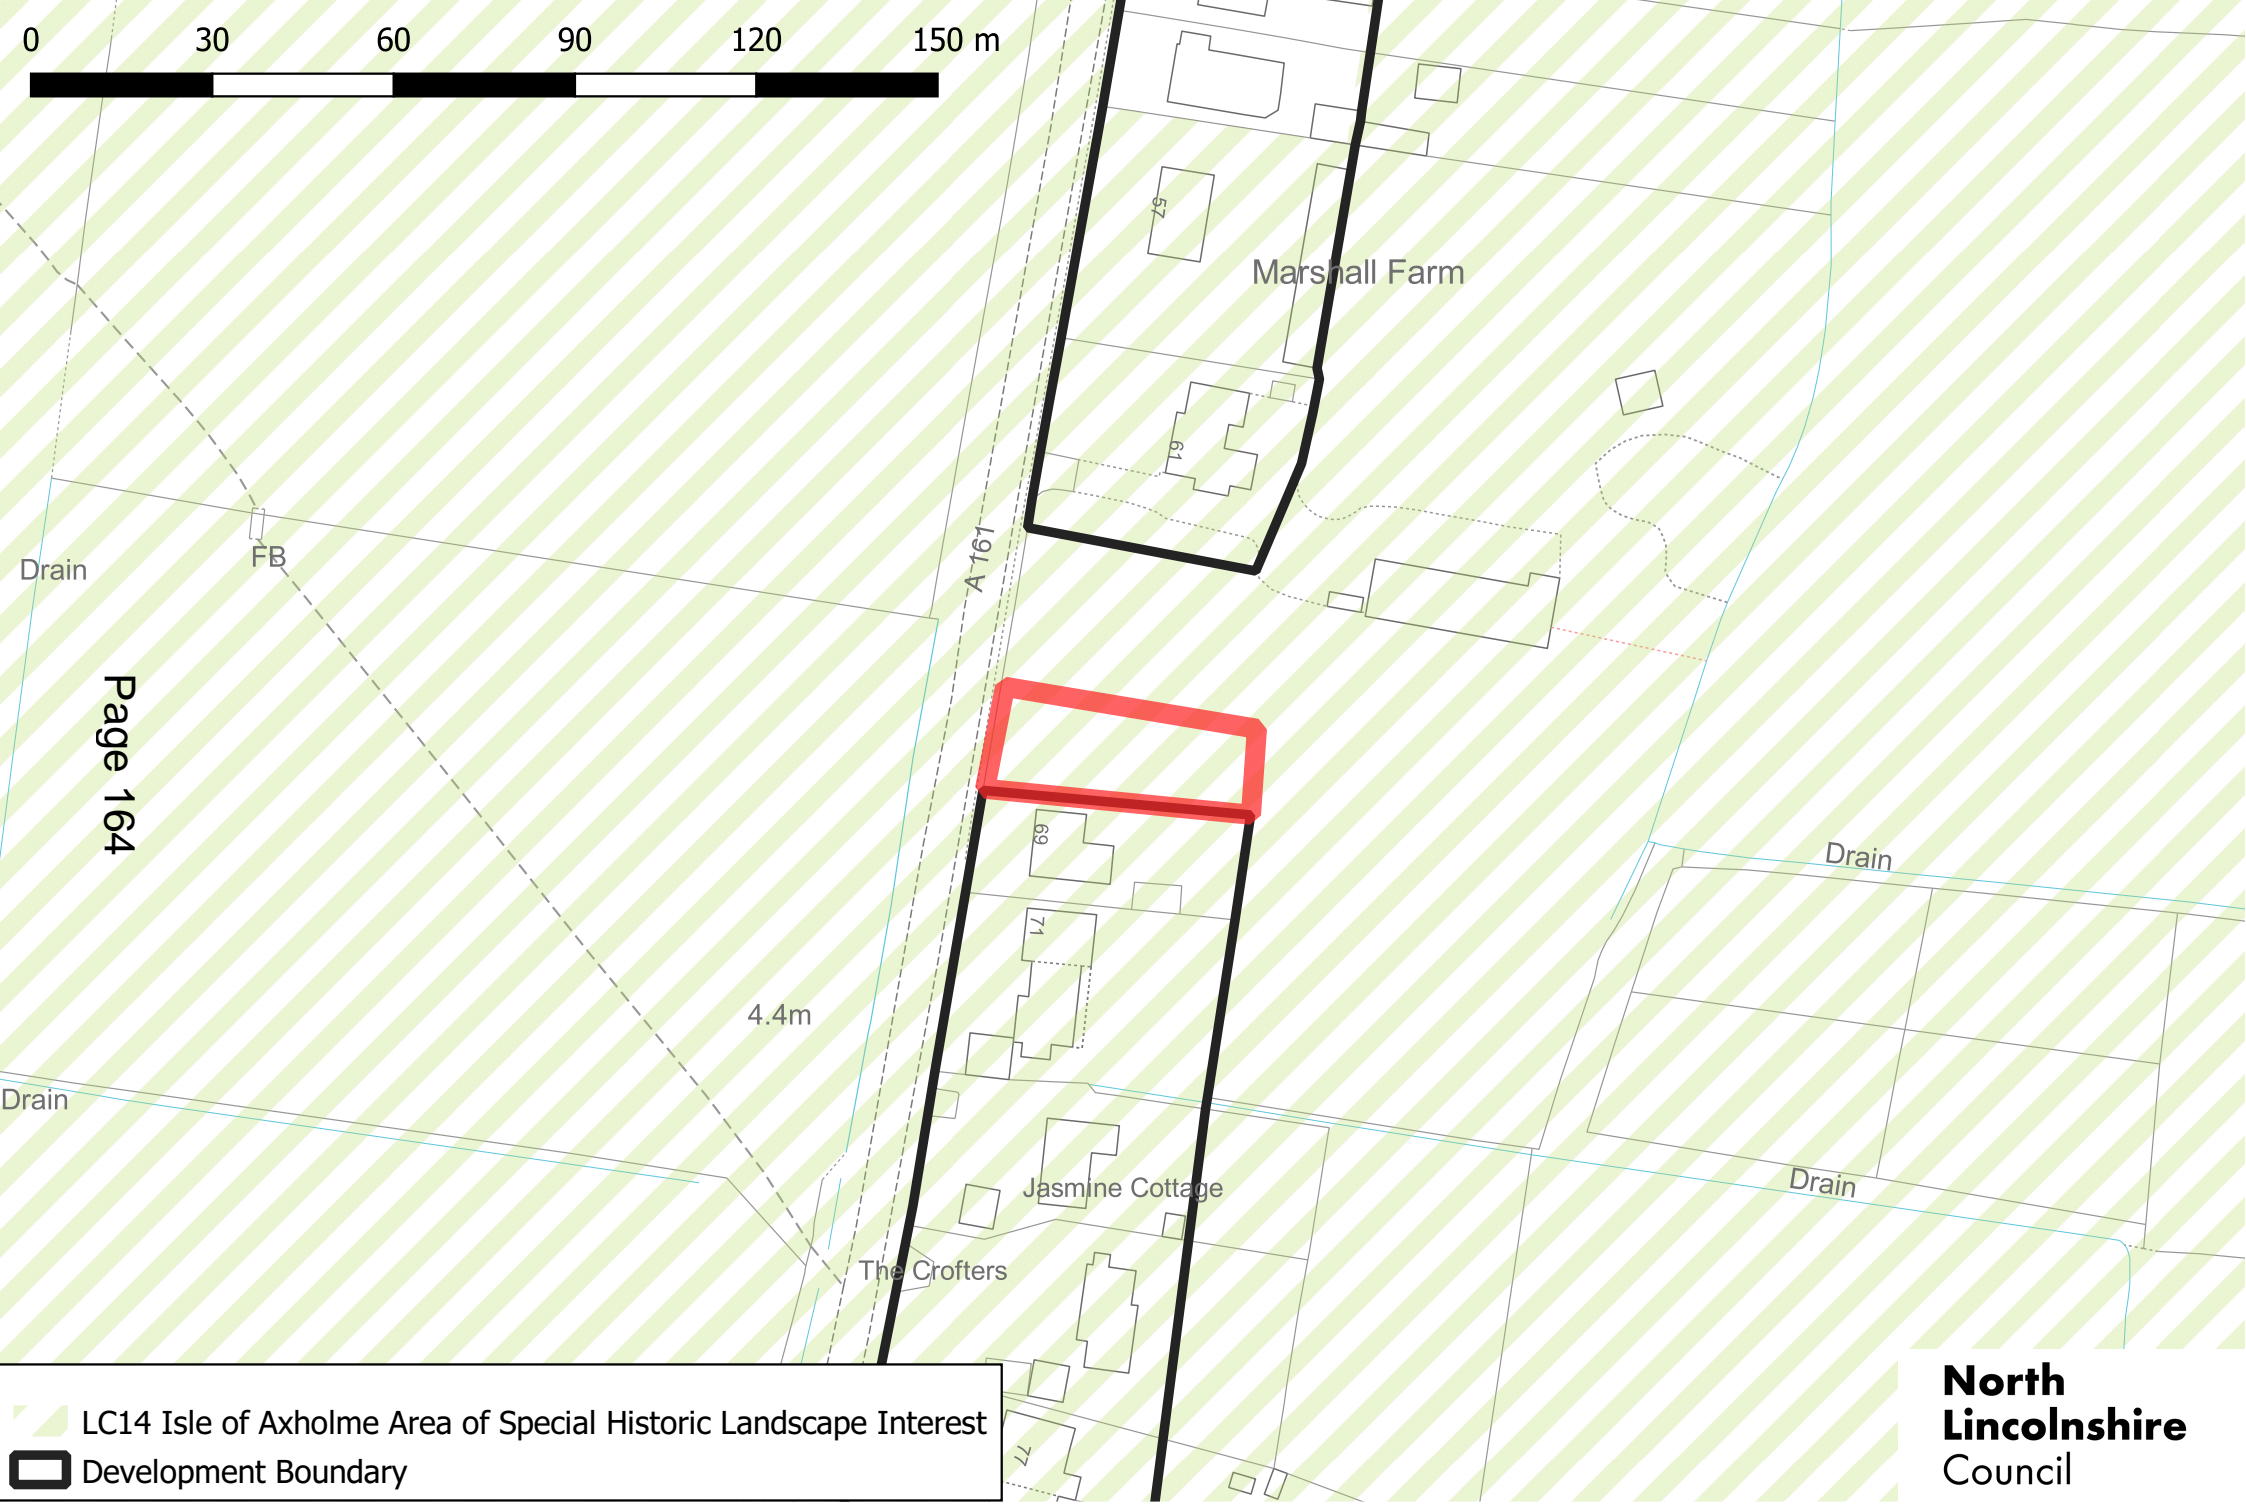 0 30 60 90 120 150 m
57
Marshall Farm
61
A 161
FB
Drain
Page 164
69
Drain
71
4.4m
Drain
Jasmine Cottage
Drain
The Crofters
77
LC14 Isle of Axholme Area of Special Historic Landscape Interest
Development Boundary
North
Lincolnshire
Council